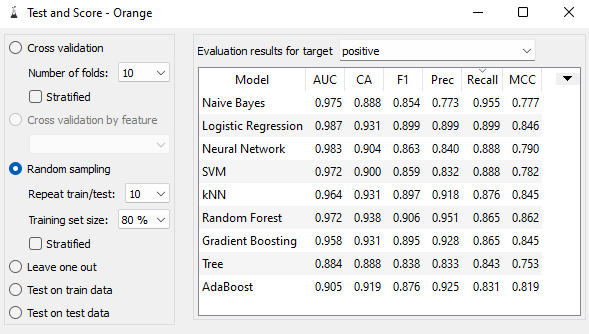 Test and Score - Orange
Cross validation
Number of folds: 10
Stratified
Cross validation by feature
Random sampling
Repeat train/test: 10
Training set size: 80 %
Stratified
Leave one out
Test on train data
Test on test data
Evaluation results for target positive
Model AUC CA F1 Prec Recall MCC
Naive Bayes 0.975 0.888 0.854 0.773 0.955 0.777
Logistic Regression 0.987 0.931 0.899 0.899 0.899 0.846
Neural Network 0.983 0.904 0.863 0.840 0.888 0.790
SVM 0.972 0.900 0.859 0.832 0.888 0.782
kNN 0.964 0.931 0.897 0.918 0.876 0.845
Random Forest 0.972 0.938 0.906 0.951 0.865 0.862
Gradient Boosting 0.958 0.931 0.895 0.928 0.865 0.845
Tree 0.884 0.888 0.838 0.833 0.843 0.753
AdaBoost 0.905 0.919 0.876 0.925 0.831 0.819